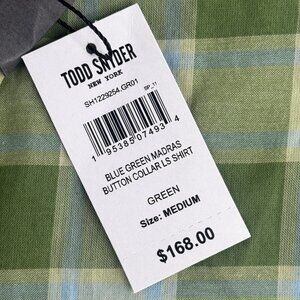 TODD SNYDER
NEW YORK
SH1229254.GR01
1 95385 07493 4
BLUE GREEN MADRAS
BUTTON COLLAR LS SHIRT
GREEN
Size: MEDIUM
$168.00